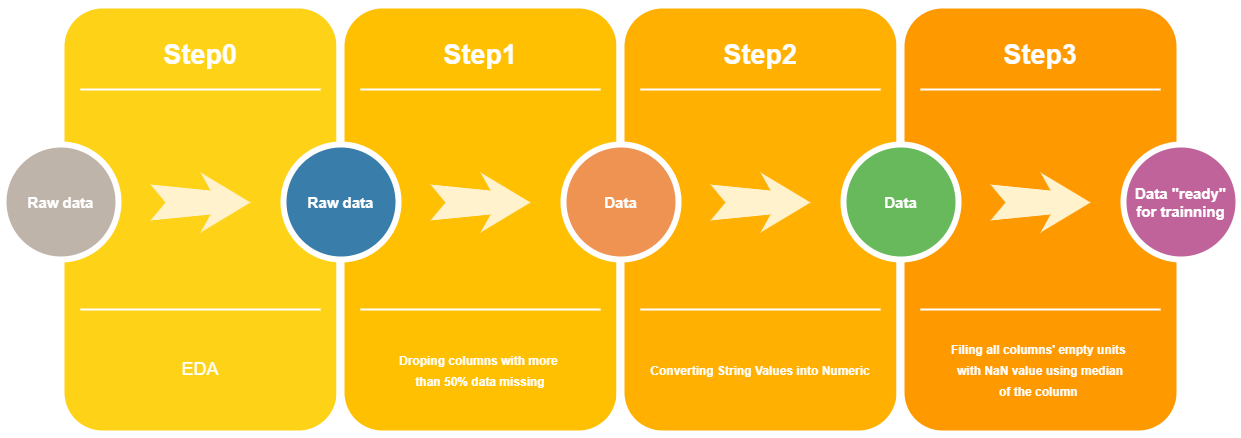 Step0
Step1
Step2
Step3
Raw data
Raw data
Data
Data
Data "ready"
for trainning
EDA
Droping columns with more
than 50% data missing
Converting String Values into Numeric
Filing all columns' empty units
with NaN value using median
of the column